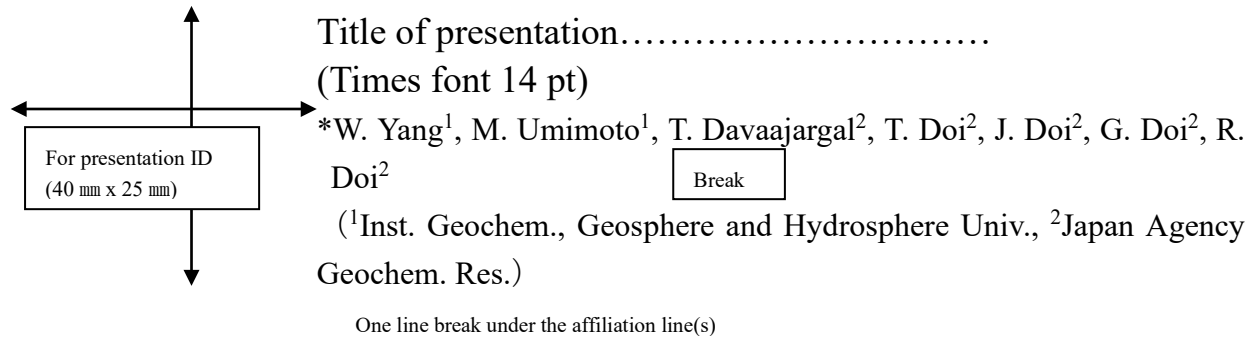 Title of presentation…………………………
(Times font 14 pt)
*W. Yang¹, M. Umimoto¹, T. Davaajargal², T. Doi², J. Doi², G. Doi², R.
Doi²
Break
（¹Inst. Geochem., Geosphere and Hydrosphere Univ., ²Japan Agency
Geochem. Res.）
One line break under the affiliation line(s)
For presentation ID
(40 ㎜ x 25 ㎜)